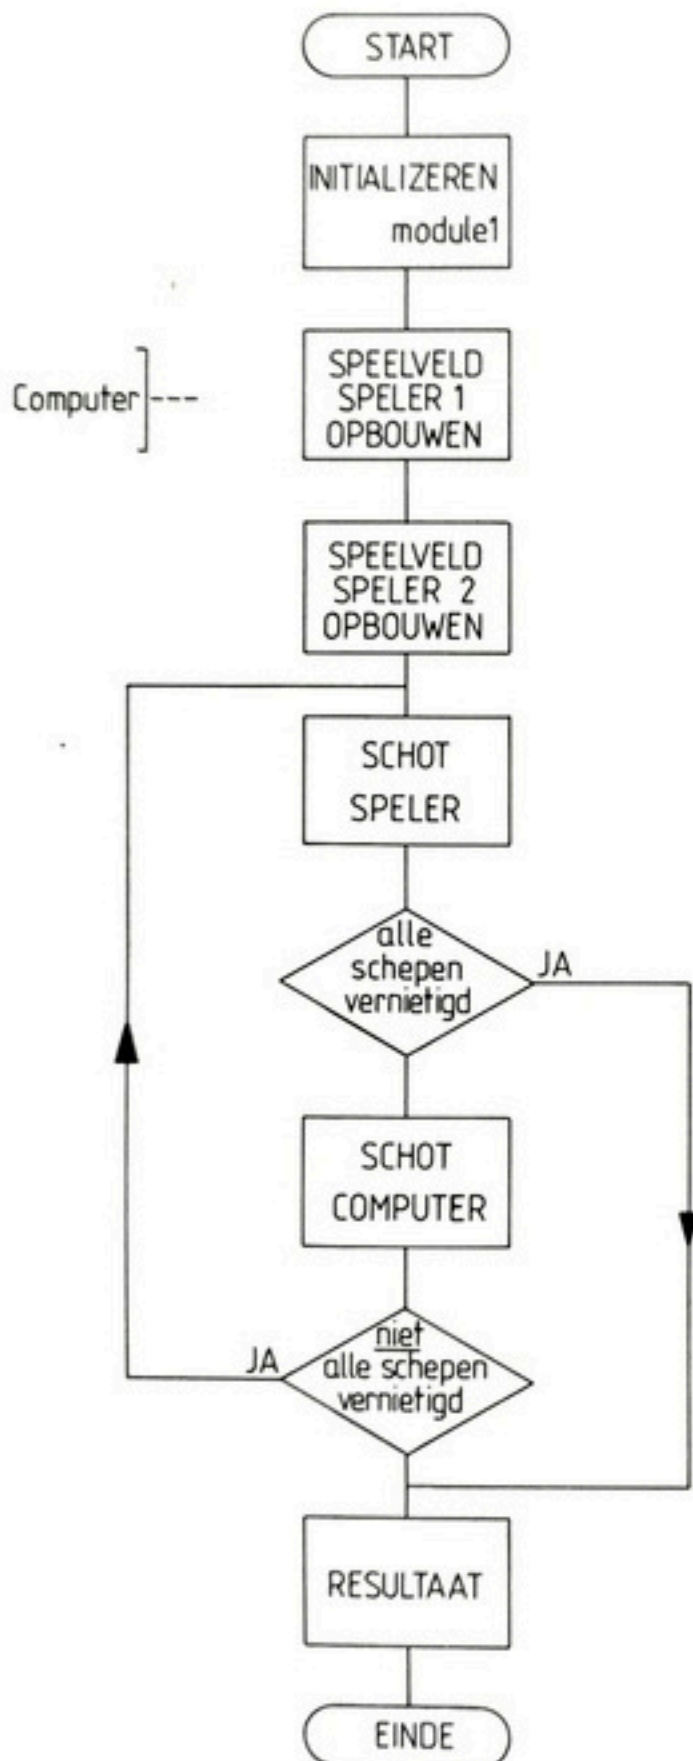 START
INITIALIZEREN
module1
Computer
SPEELVELD
SPELER 1
OPBOUWEN
SPEELVELD
SPELER 2
OPBOUWEN
SCHOT
SPELER
alle
schepen
vernietigd
JA
SCHOT
COMPUTER
JA
niet
alle schepen
vernietigd
RESULTAAT
EINDE